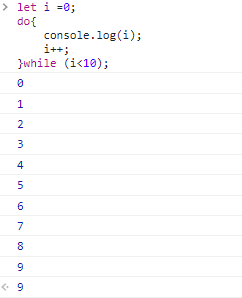 let i =0;
do{
    console.log(i);
    i++;
}while (i<10);
0
1
2
3
4
5
6
7
8
9
9